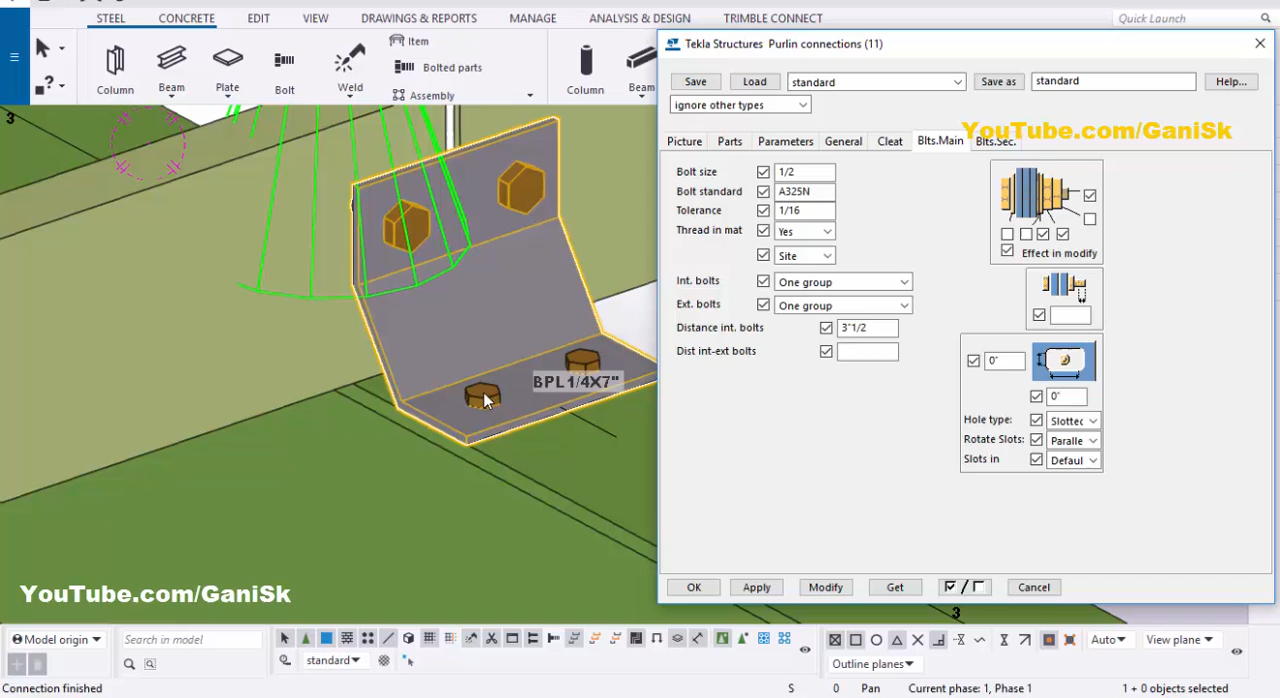 STEEL CONCRETE EDIT VIEW DRAWINGS & REPORTS MANAGE ANALYSIS & DESIGN TRIMBLE CONNECT Quick Launch
Column Beam Plate Bolt Weld Item Bolted parts Assembly Column Beam
3
Tekla Structures Purlin connections (11)
Save Load standard Save as standard Help...
ignore other types
YouTube.com/GaniSk
Picture Parts Parameters General Cleat Blts.Main Blts.Sec.
Bolt size 1/2
Bolt standard A325N
Tolerance 1/16
Thread in mat Yes
Site
Effect in modify
Int. bolts One group
Ext. bolts One group
Distance int. bolts 3"1/2
Dist int-ext bolts
0"
0"
Hole type: Slottec
Rotate Slots: Paralle
Slots in Defaul
BPL1/4X7"
OK Apply Modify Get / Cancel
YouTube.com/GaniSk
3
Model origin Search in model standard Auto View plane
Outline planes
Connection finished S 0 Pan Current phase: 1, Phase 1 1 + 0 objects selected